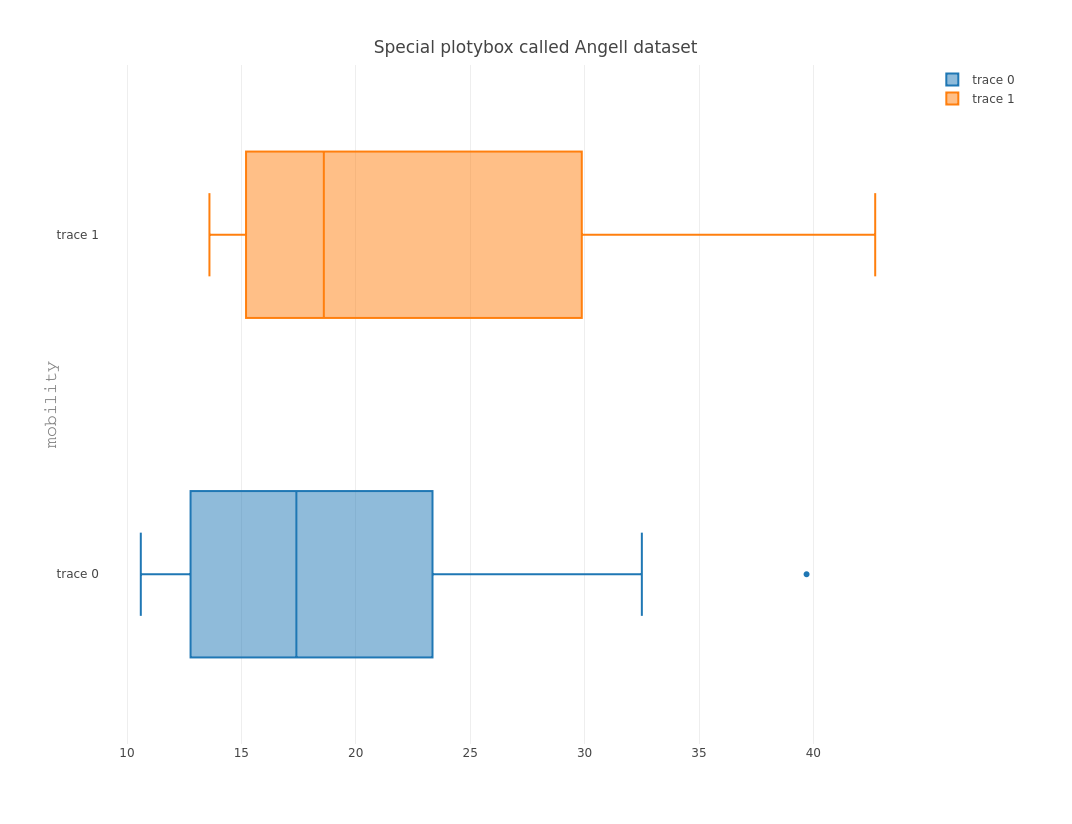 Special plotybox called Angell dataset
trace 0
trace 1
trace 1
mobility
trace 0
10 15 20 25 30 35 40